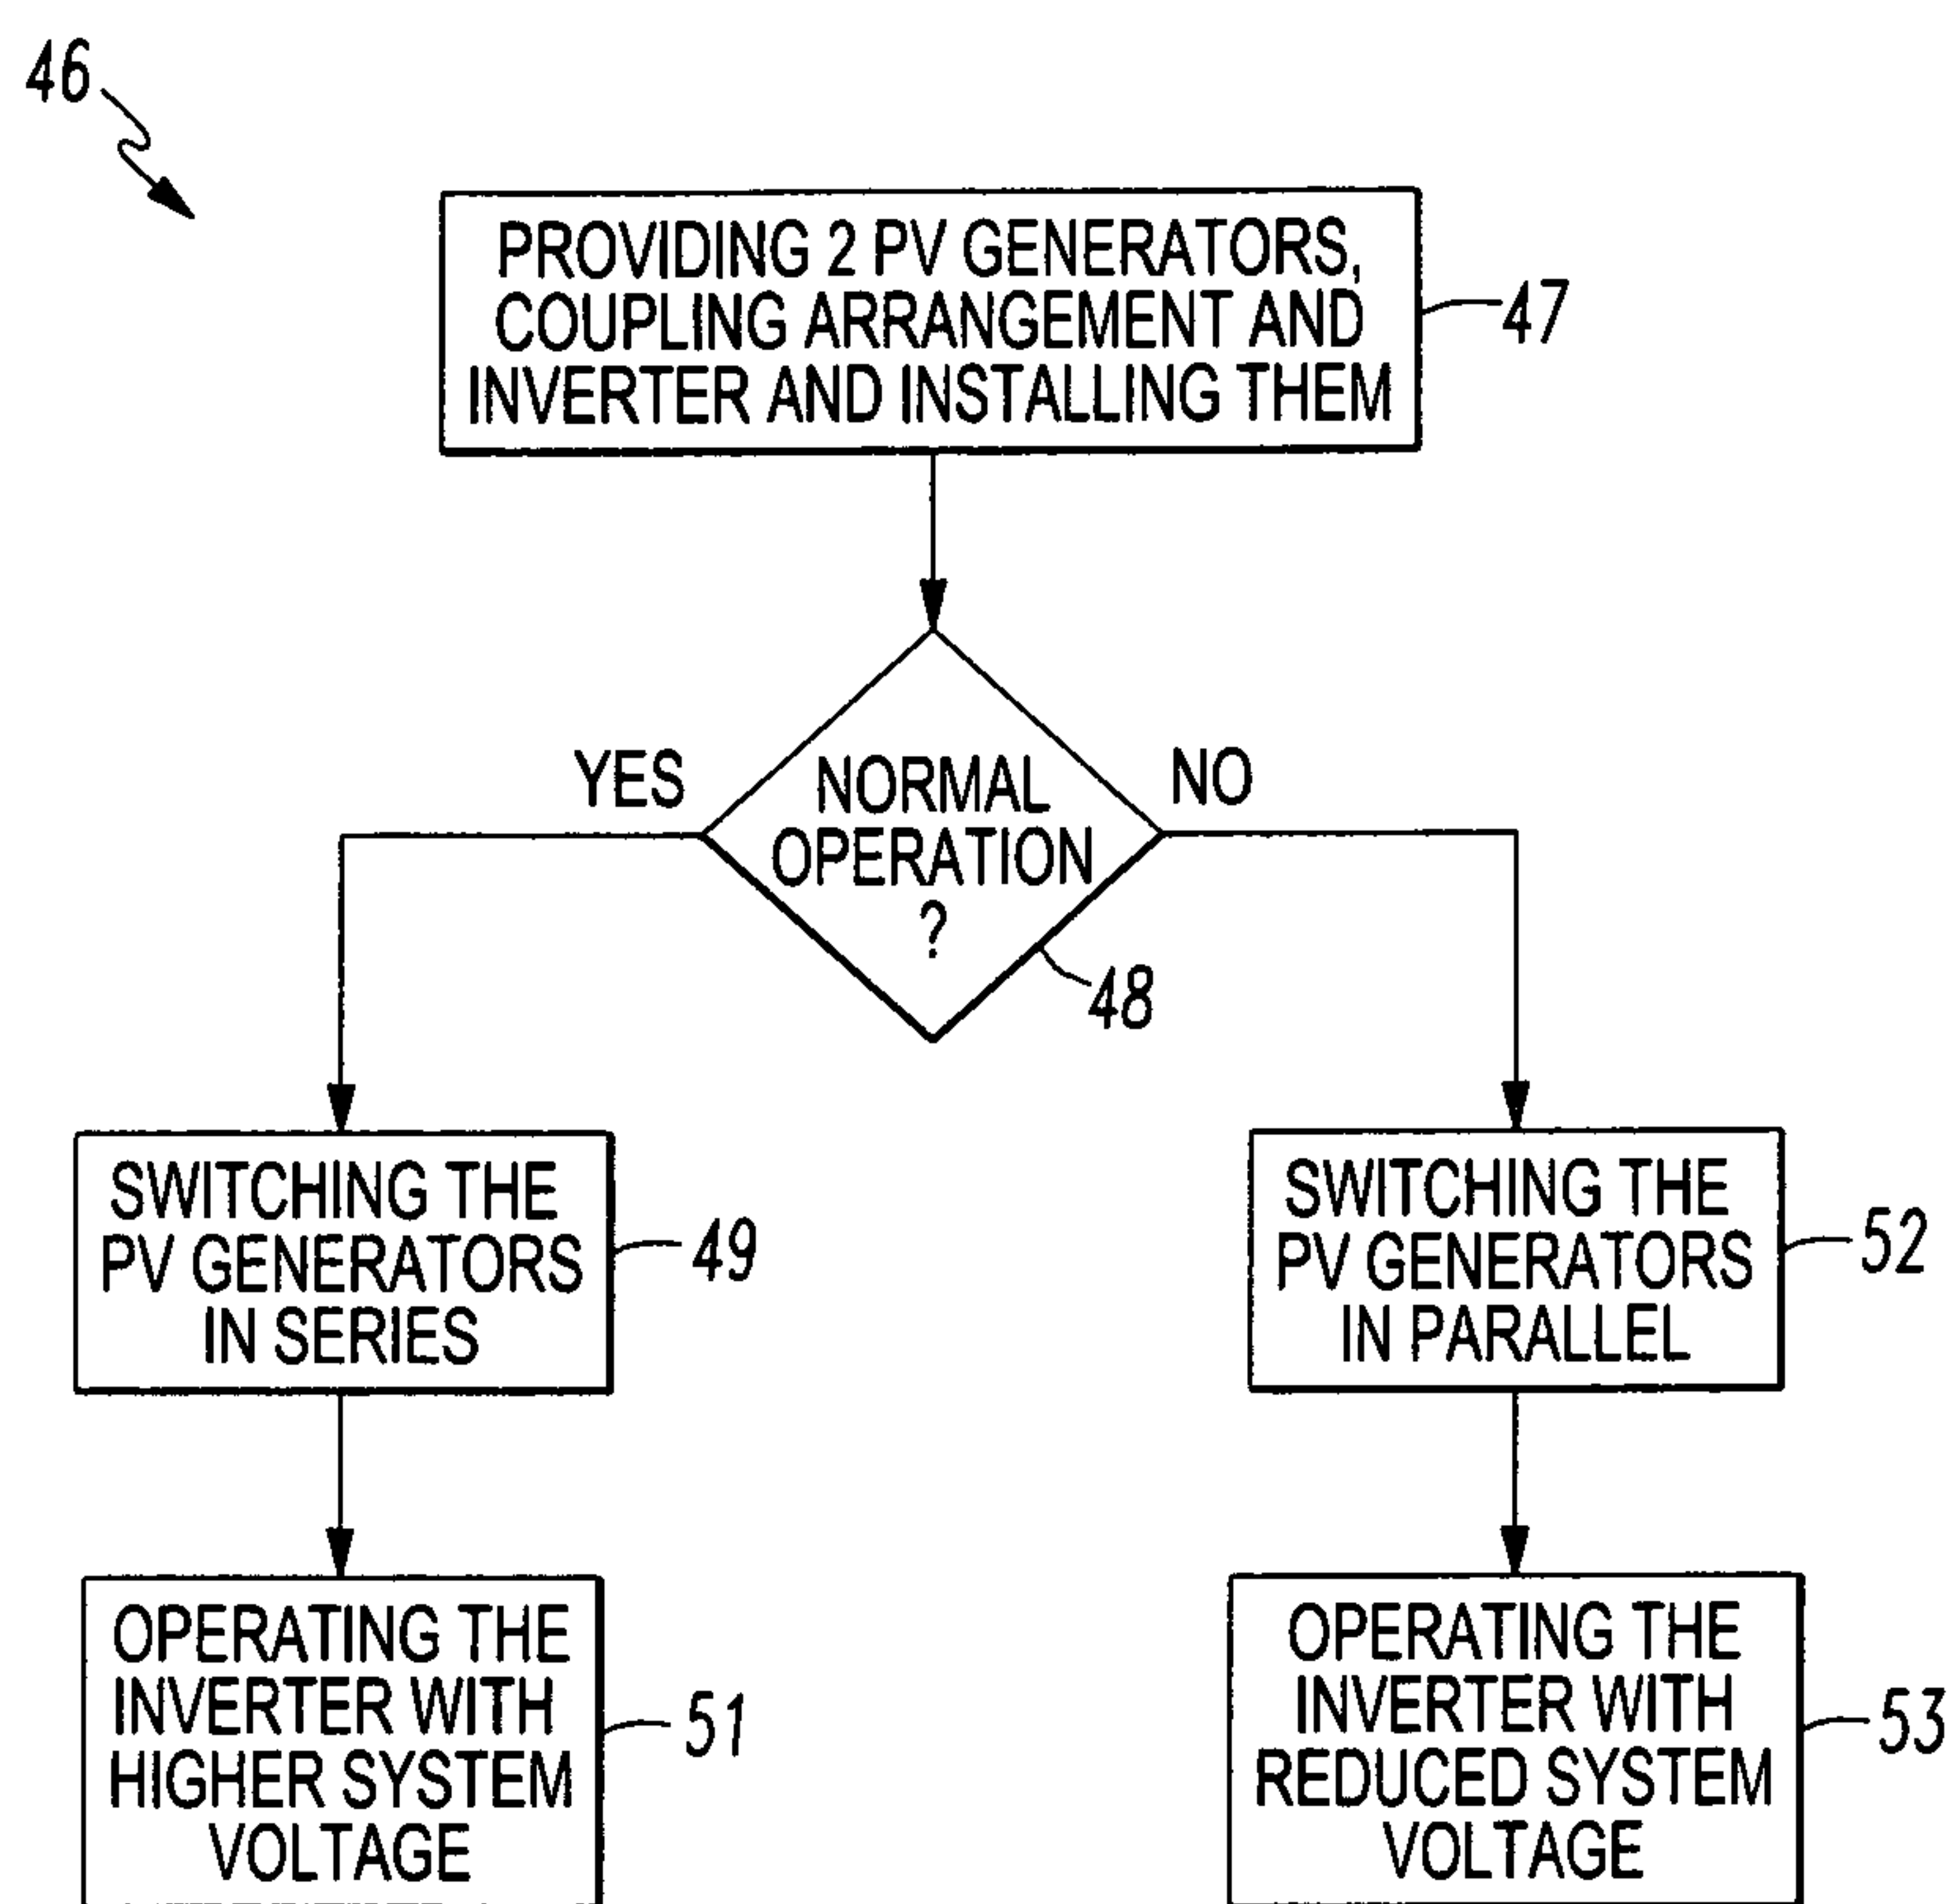 46
PROVIDING 2 PV GENERATORS,
COUPLING ARRANGEMENT AND
INVERTER AND INSTALLING THEM
47
YES
NO
NORMAL
OPERATION
?
48
SWITCHING THE
PV GENERATORS
IN SERIES
49
SWITCHING THE
PV GENERATORS
IN PARALLEL
52
OPERATING THE
INVERTER WITH
HIGHER SYSTEM
VOLTAGE
51
OPERATING THE
INVERTER WITH
REDUCED SYSTEM
VOLTAGE
53